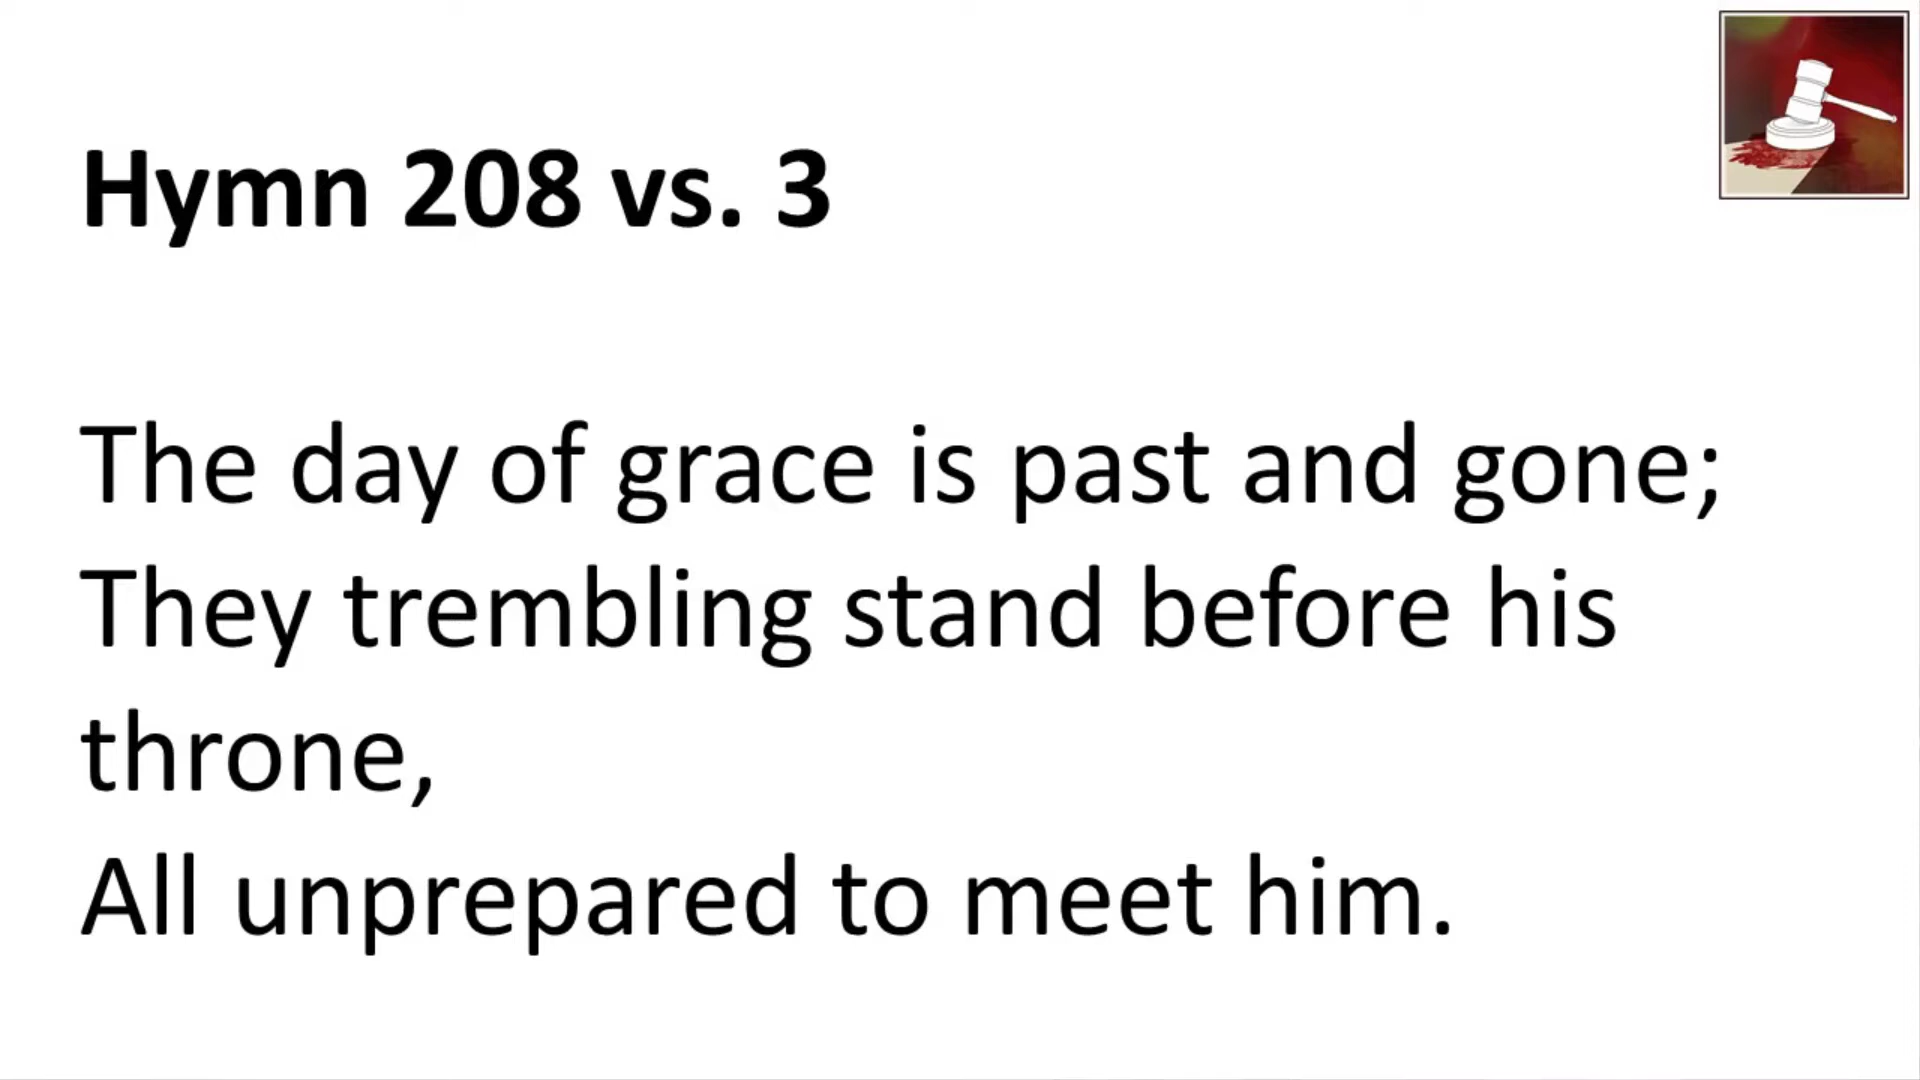 Hymn 208 vs. 3
The day of grace is past and gone;
They trembling stand before his
throne,
All unprepared to meet him.